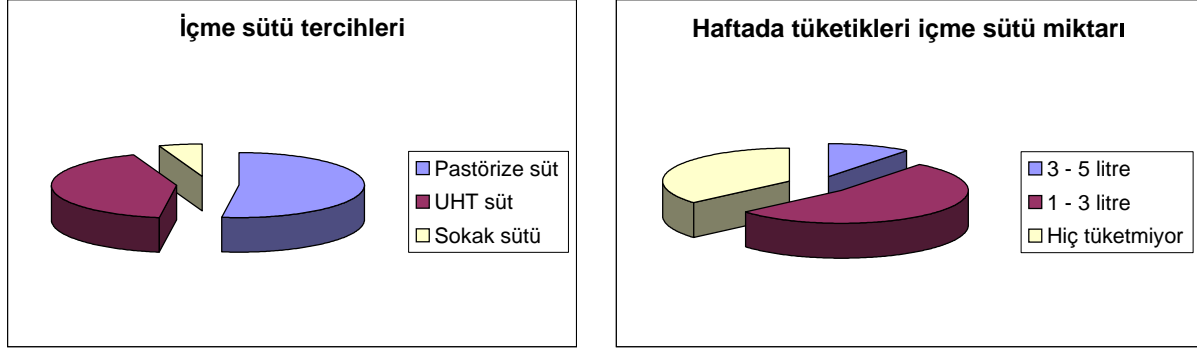 İçme sütü tercihleri
Pastörize süt
UHT süt
Sokak sütü
Haftada tüketikleri içme sütü miktarı
3 - 5 litre
1 - 3 litre
Hiç tüketmiyor